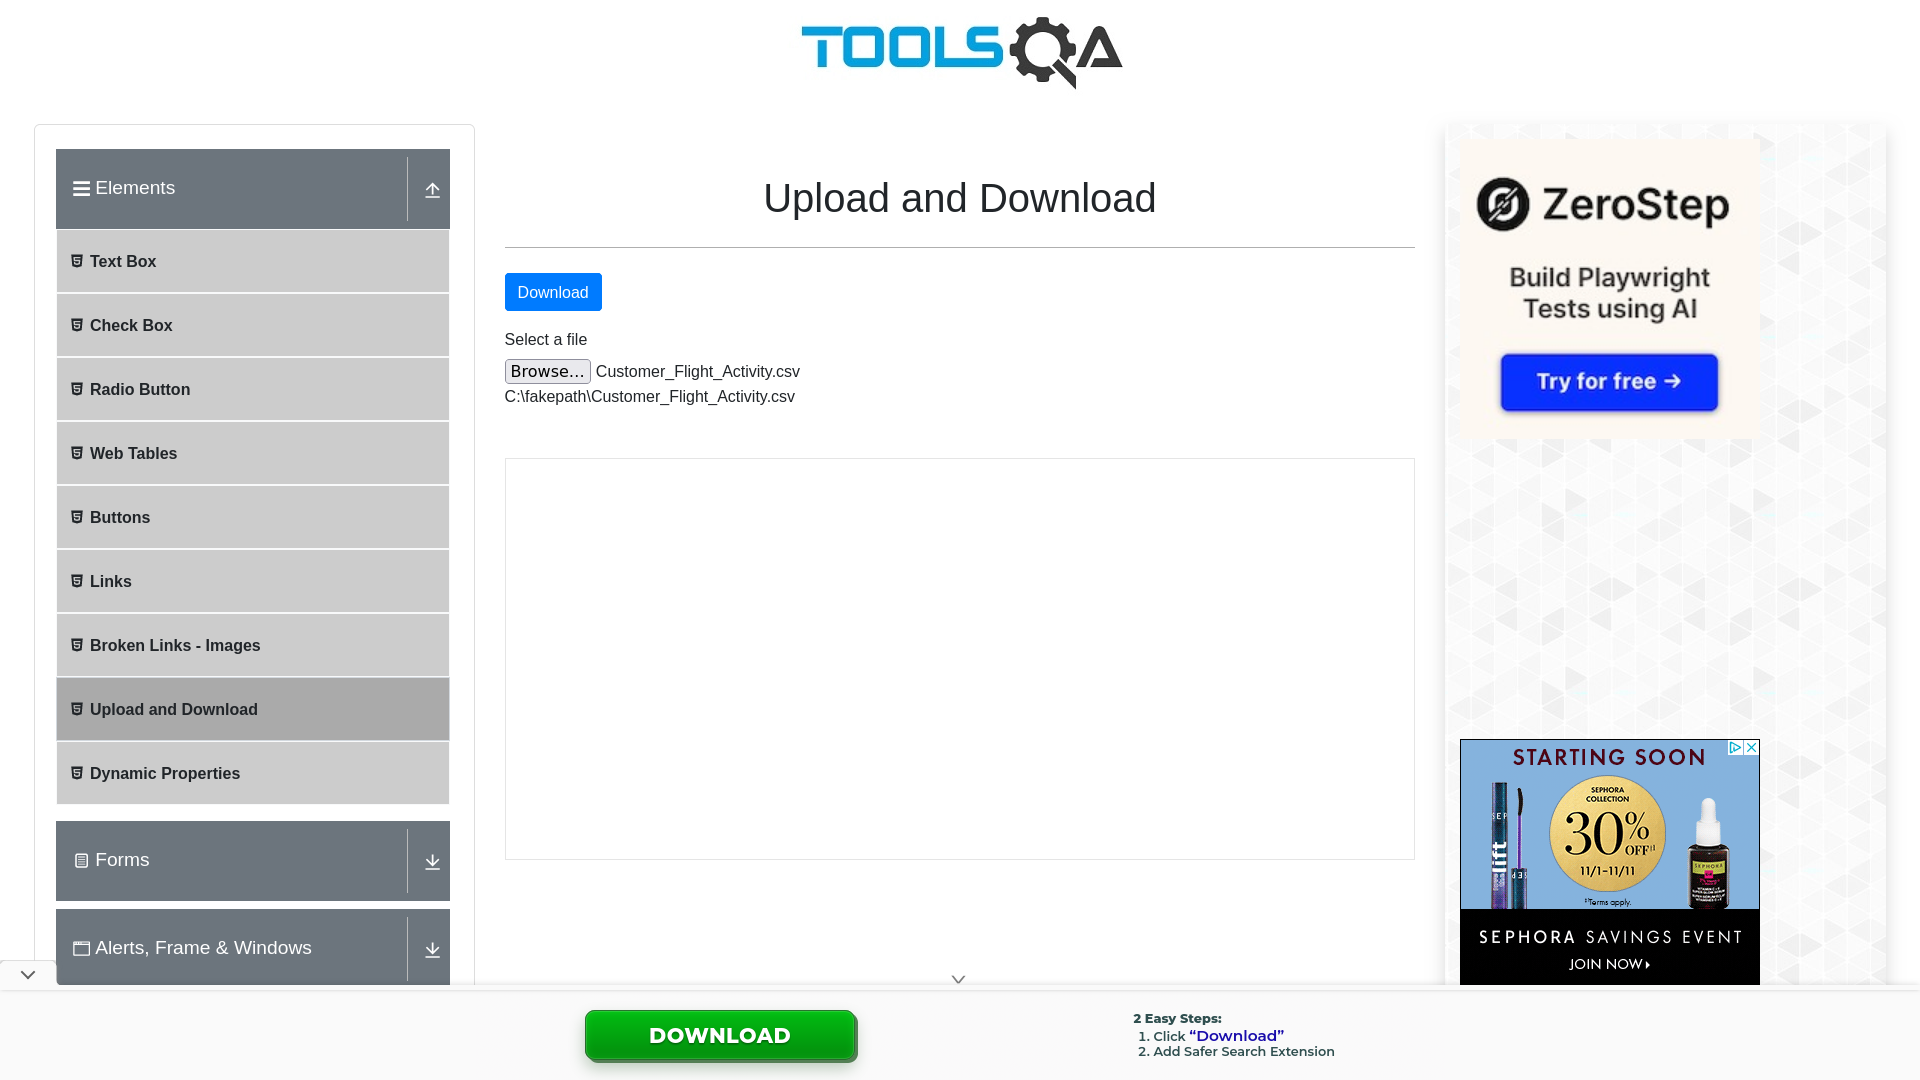 TOOLSQA
Elements
Text Box
Check Box
Radio Button
Web Tables
Buttons
Links
Broken Links - Images
Upload and Download
Dynamic Properties
Forms
Alerts, Frame & Windows
Upload and Download
Download
Select a file
Browse... Customer_Flight_Activity.csv
C:\fakepath\Customer_Flight_Activity.csv
ZeroStep
Build Playwright
Tests using AI
Try for free →
STARTING SOON
SEPHORA
COLLECTION
30%
OFF
11/1–11/11
Terms apply.
SEPHORA SAVINGS EVENT
JOIN NOW
DOWNLOAD
2 Easy Steps:
1. Click “Download”
2. Add Safer Search Extension